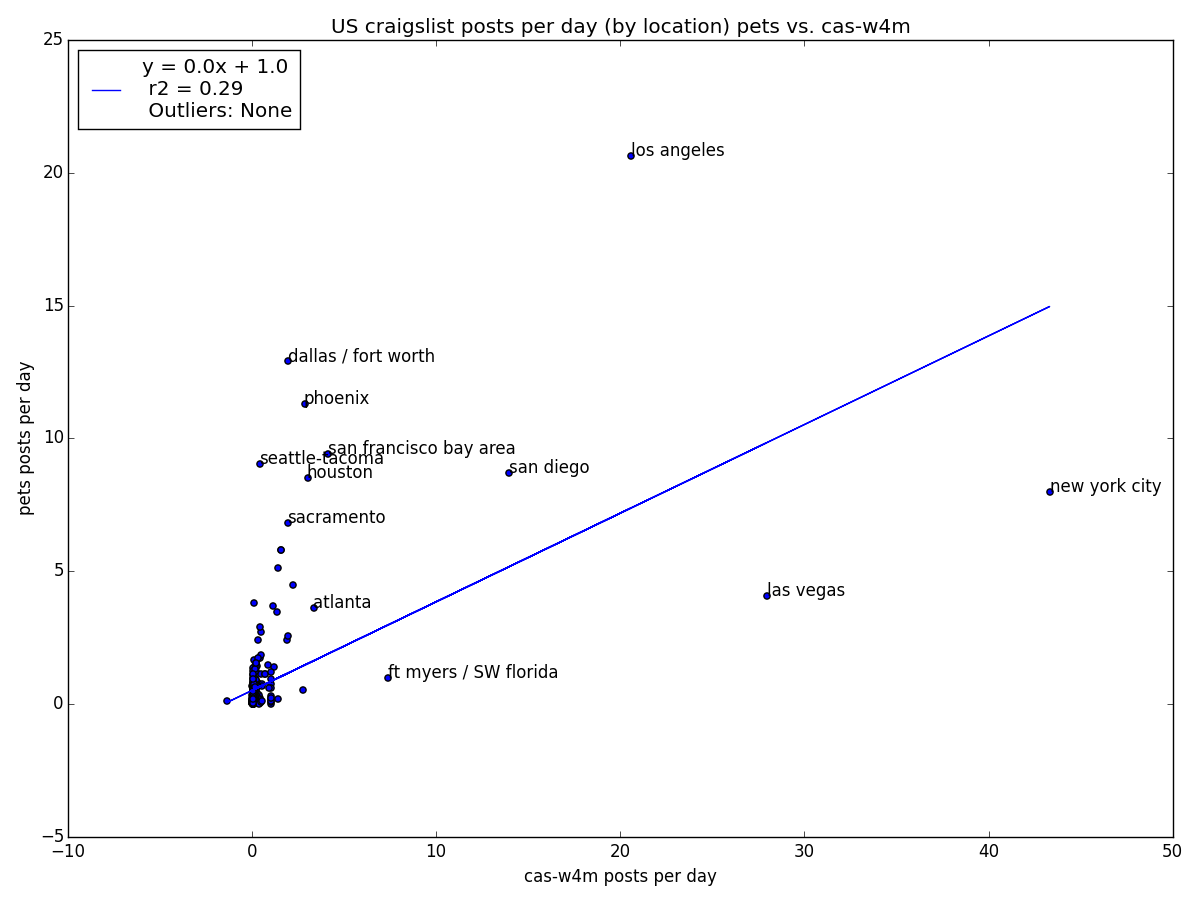 US craigslist posts per day (by location) pets vs. cas-w4m
25
y = 0.0x + 1.0
r2 = 0.29
Outliers: None
los angeles
20
15
dallas / fort worth
phoenix
10
san francisco bay area
seattle-tacoma
houston
san diego
new york city
sacramento
5
las vegas
atlanta
ft myers / SW florida
0
−5
pets posts per day
−10
0
10
20
30
40
50
cas-w4m posts per day